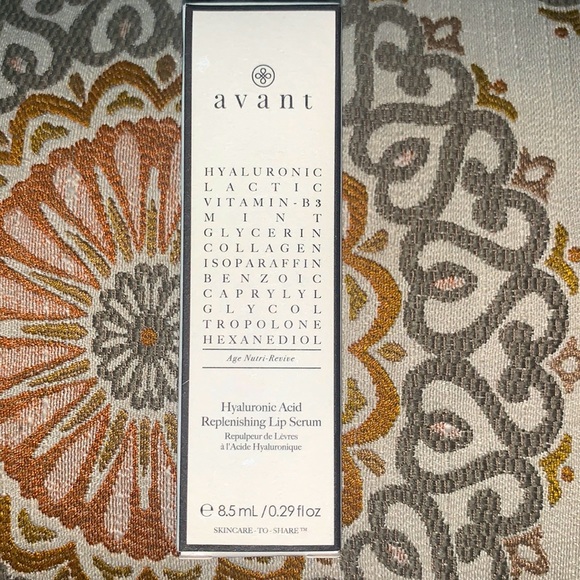 avant
HYALURONIC
LACTIC
VITAMIN-B3
MINT
GLYCERIN
COLLAGEN
ISOPARAFFIN
BENZOIC
CAPRYLYL
GLYCOL
TROPOLONE
HEXANEDIOL
Age Nutri-Revive
Hyaluronic Acid
Replenishing Lip Serum
Repulpeur de Lèvres
à l'Acide Hyaluronique
℮ 8.5 mL / 0.29 fl oz
SKINCARE-TO-SHARE™